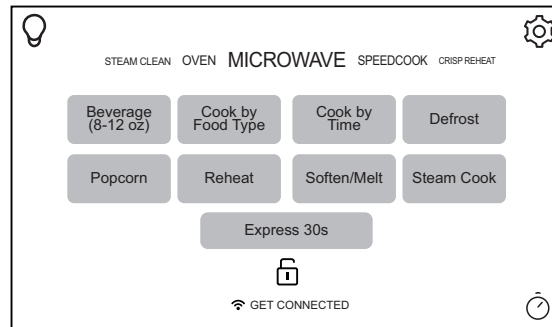 STEAM CLEAN OVEN MICROWAVE SPEEDCOOK CRISP REHEAT
Beverage
(8-12 oz)
Cook by
Food Type
Cook by
Time
Defrost
Popcorn
Reheat
Soften/Melt
Steam Cook
Express 30s
GET CONNECTED